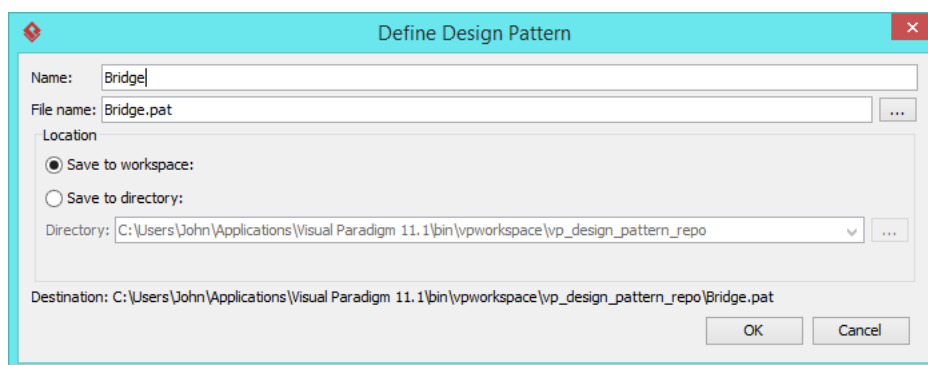 Define Design Pattern
Name: Bridge
File name: Bridge.pat ...
Location
Save to workspace:
Save to directory:
Directory: C:\Users\John\Applications\Visual Paradigm 11.1\bin\vpworkspace\vp_design_pattern_repo ...
Destination: C:\Users\John\Applications\Visual Paradigm 11.1\bin\vpworkspace\vp_design_pattern_repo\Bridge.pat
OK Cancel